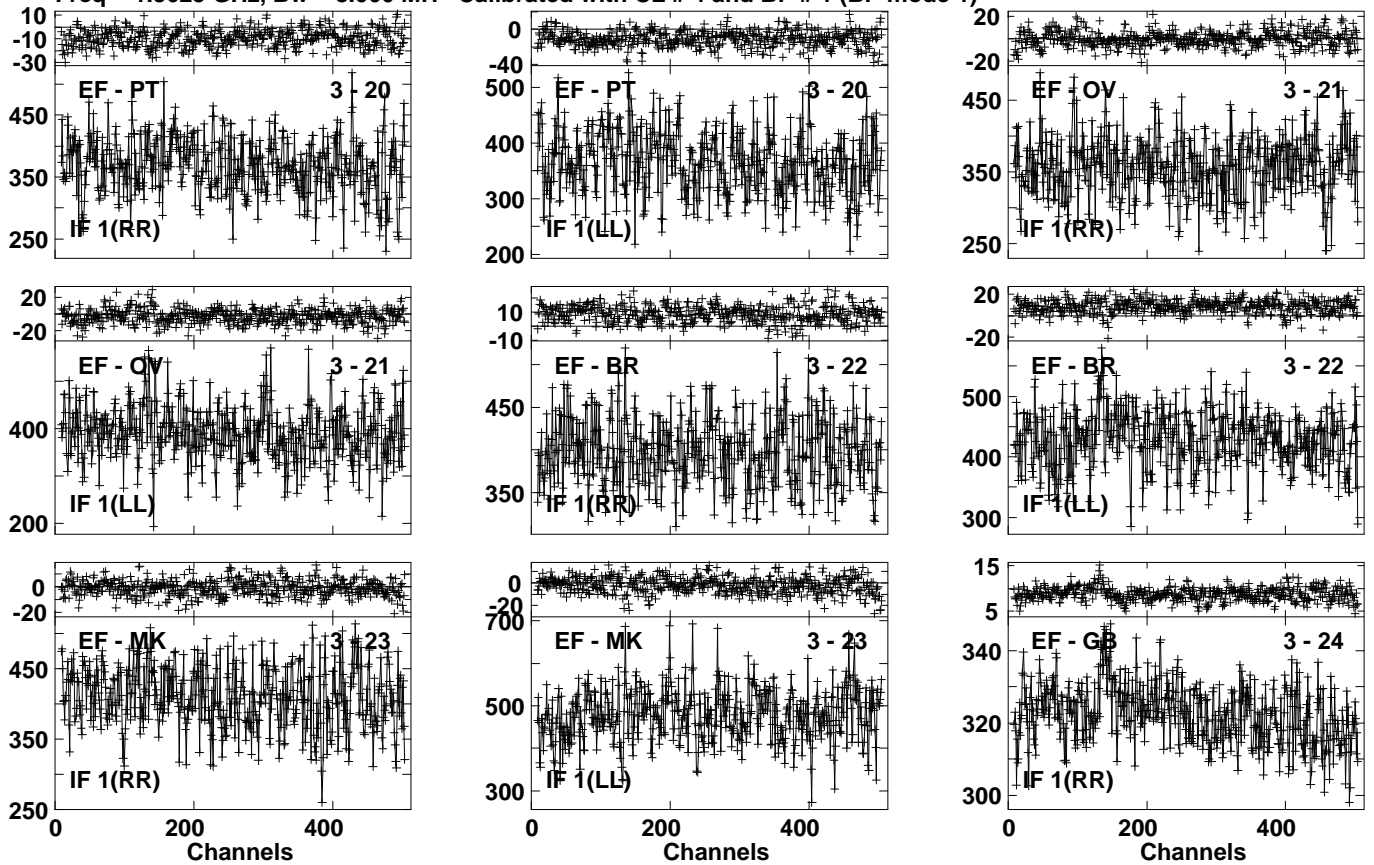 10
-10
-30
EF - PT 3 - 20
450
350
250
IF 1(RR)
0
-40
EF - PT 3 - 20
500
400
300
200
IF 1(LL)
20
-20
EF - OV 3 - 21
450
350
250
IF 1(RR)
20
-20
EF - OV 3 - 21
400
200
IF 1(LL)
10
-10
EF - BR 3 - 22
450
350
IF 1(RR)
20
-20
EF - BR 3 - 22
500
400
300
IF 1(LL)
0
-20
EF - MK 3 - 23
450
350
250
IF 1(RR)
0 200 400
Channels
0
-20
700
EF - MK 3 - 23
500
300
IF 1(LL)
0 200 400
Channels
15
5
EF - GB 3 - 24
340
320
300
IF 1(RR)
0 200 400
Channels